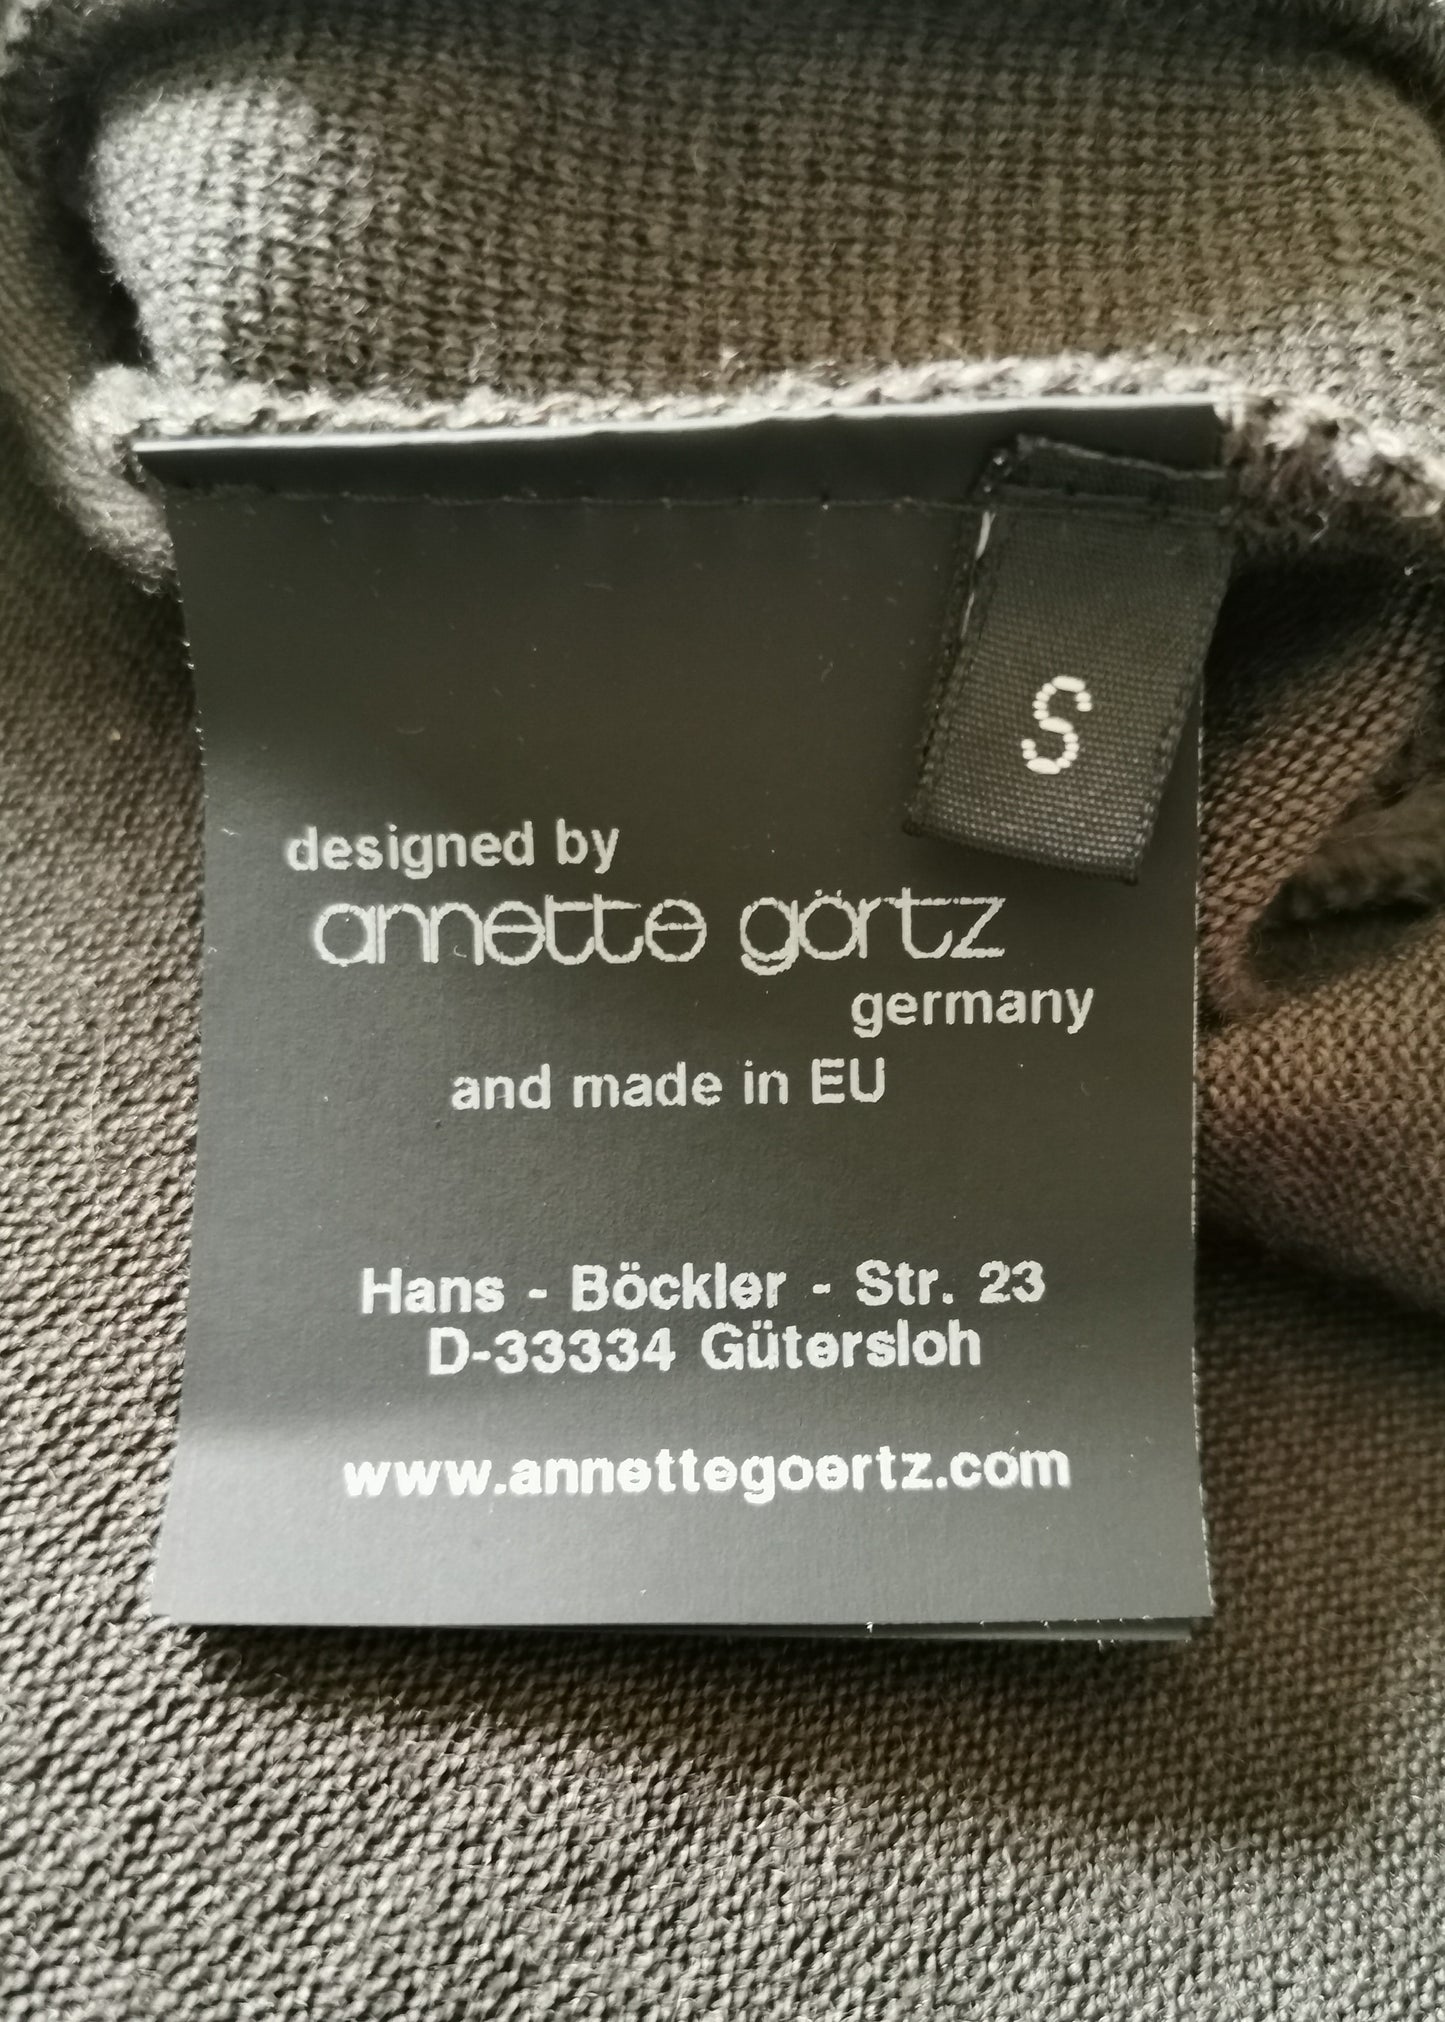 S
designed by
annette görtz
germany
and made in EU
Hans - Böckler - Str. 23
D-33334 Gütersloh
www.annettegoertz.com